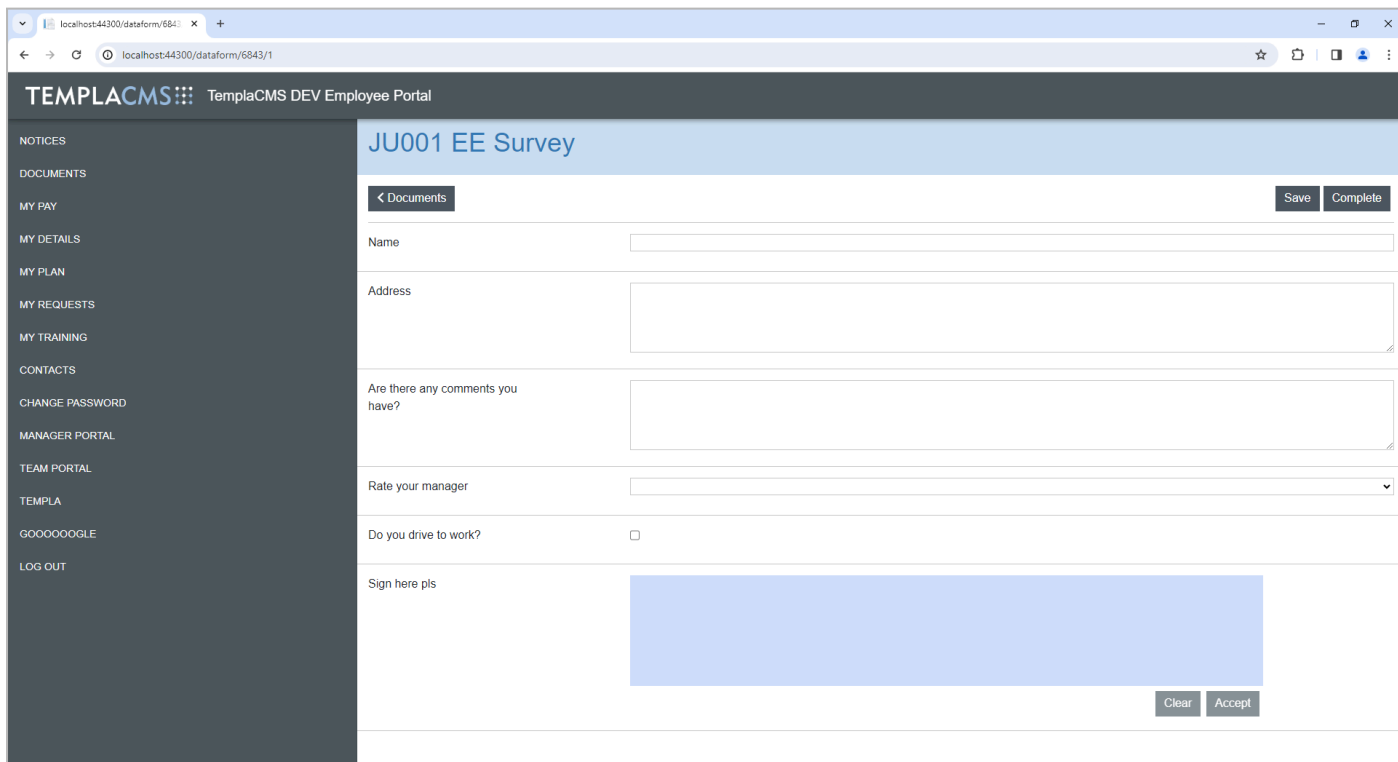 localhost:44300/dataform/684
localhost:44300/dataform/6843/1
TEMPLACMS TemplaCMS DEV Employee Portal
NOTICES
DOCUMENTS
MY PAY
MY DETAILS
MY PLAN
MY REQUESTS
MY TRAINING
CONTACTS
CHANGE PASSWORD
MANAGER PORTAL
TEAM PORTAL
TEMPLA
GOOOOOOGLE
LOG OUT
JU001 EE Survey
Documents
Save Complete
Name
Address
Are there any comments you
have?
Rate your manager
Do you drive to work?
Sign here pls
Clear Accept